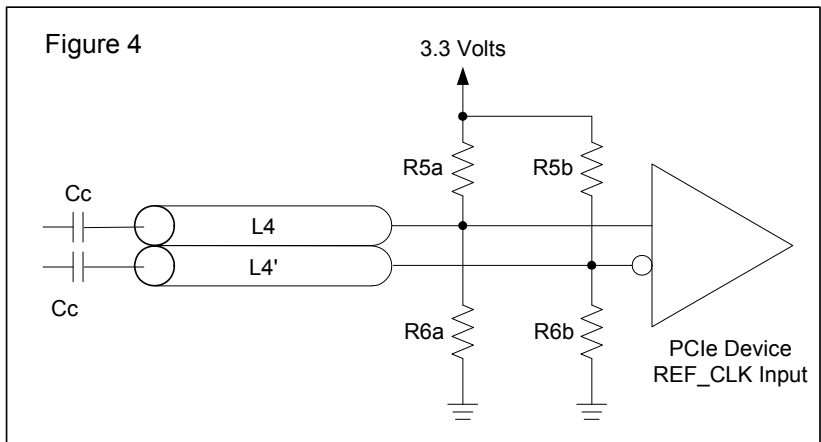 Figure 4
3.3 Volts
R5a
R5b
Cc
L4
L4'
Cc
R6a
R6b
PCIe Device
REF_CLK Input